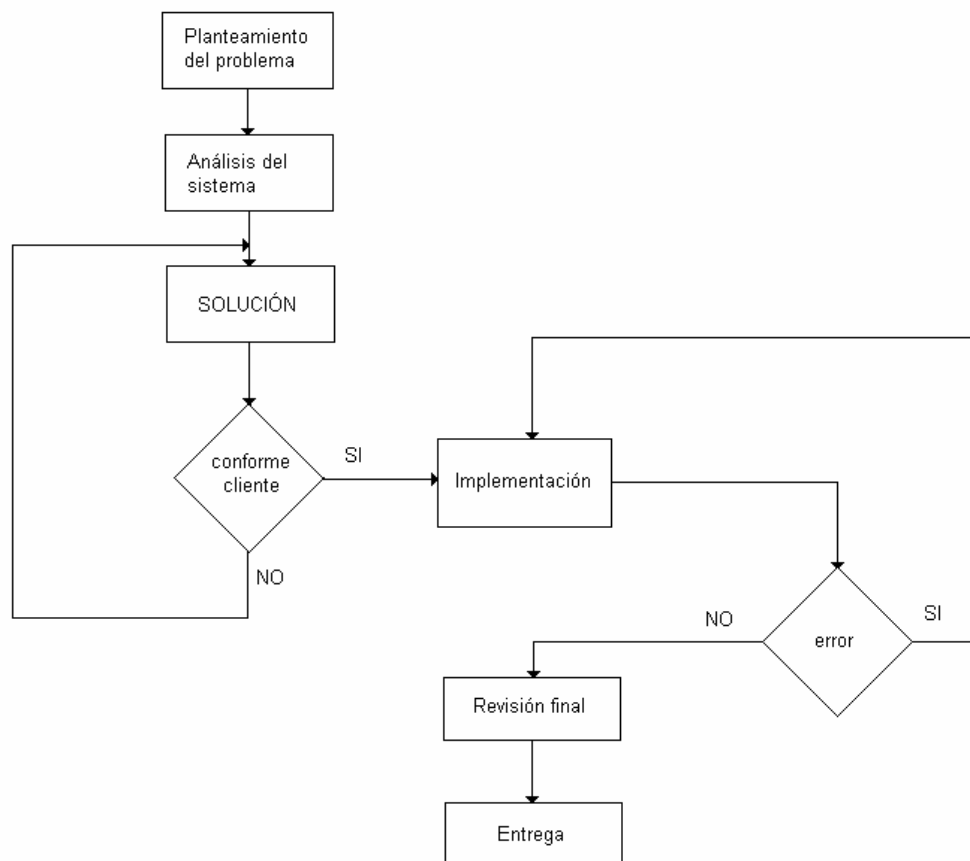 Planteamiento
del problema
Análisis del
sistema
SOLUCIÓN
conforme
cliente
SI
NO
Implementación
error
NO
SI
Revisión final
Entrega